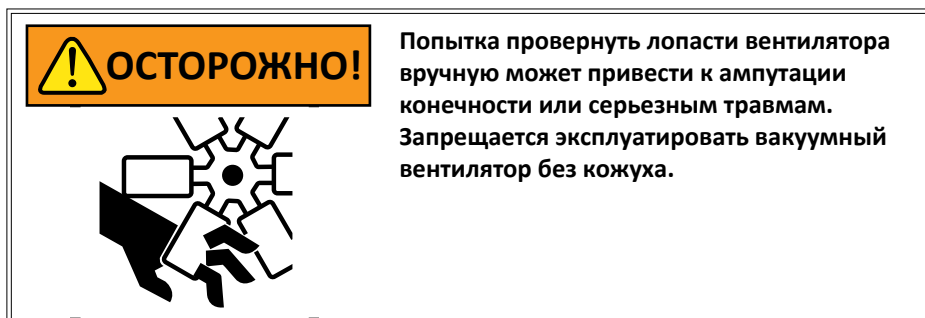 ОСТОРОЖНО!
Попытка провернуть лопасти вентилятора
вручную может привести к ампутации
конечности или серьезным травмам.
Запрещается эксплуатировать вакуумный
вентилятор без кожуха.